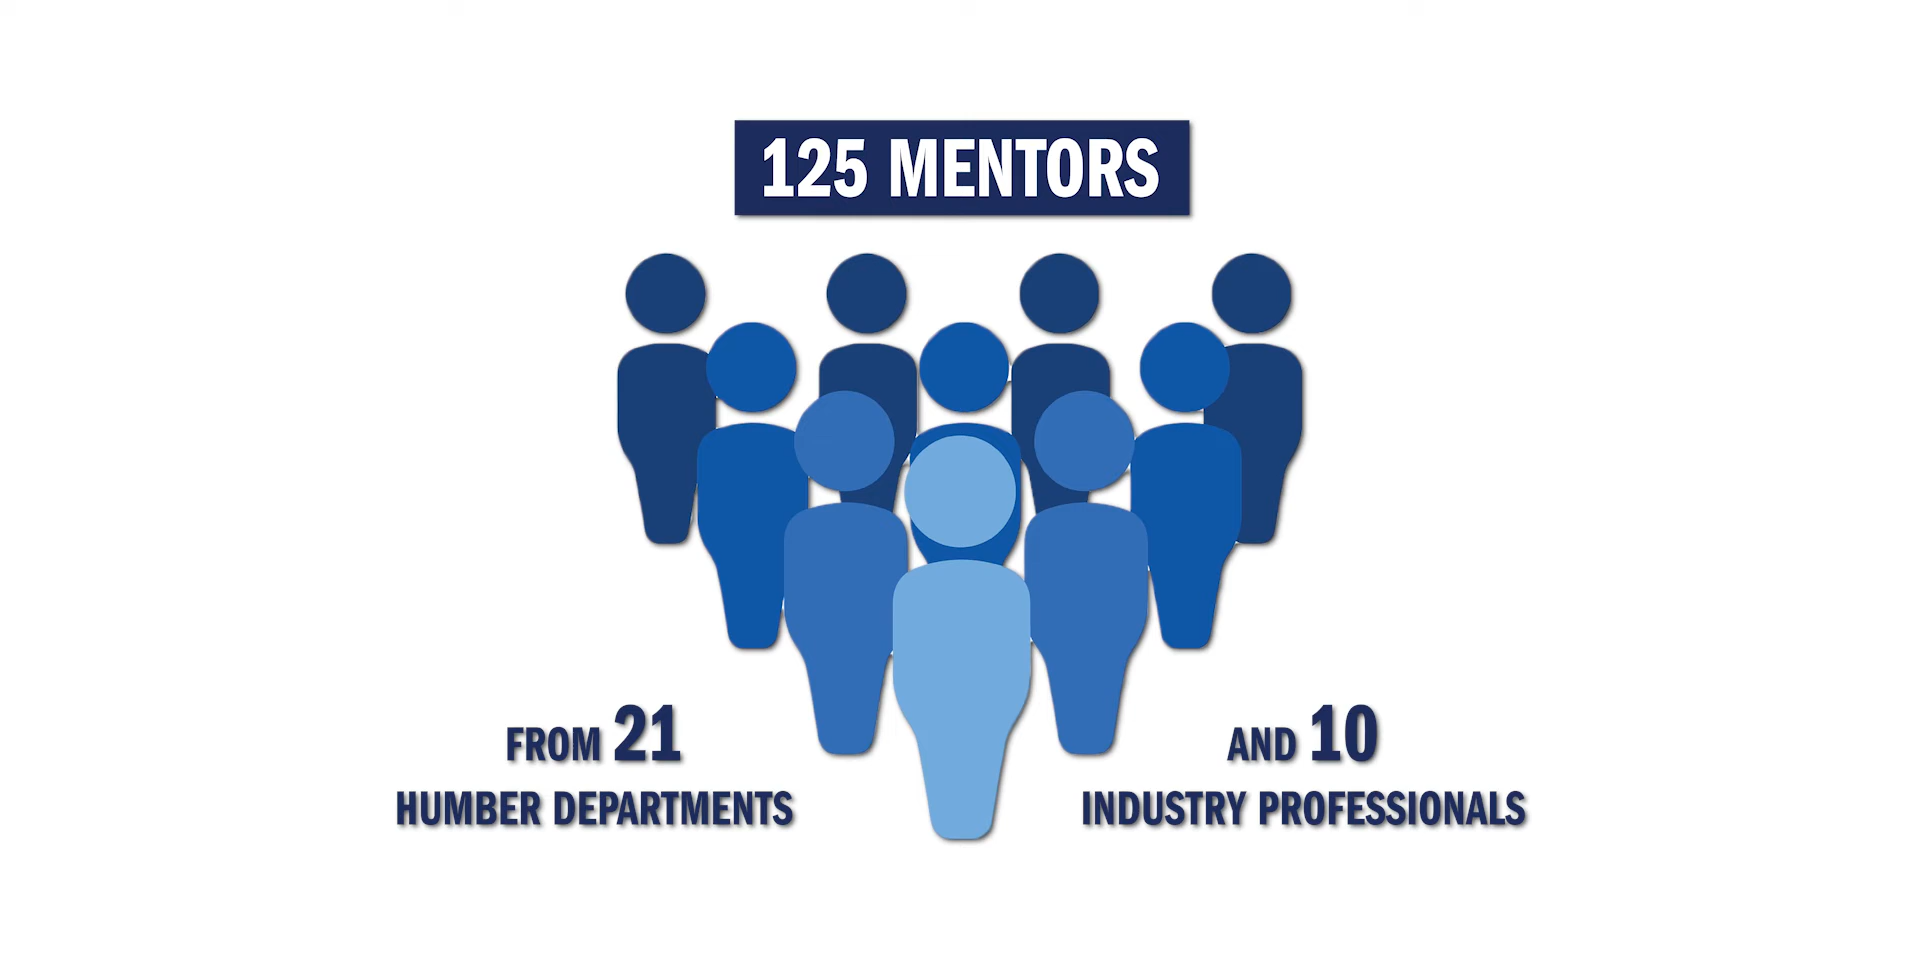 125 MENTORS
FROM 21
HUMBER DEPARTMENTS
AND 10
INDUSTRY PROFESSIONALS